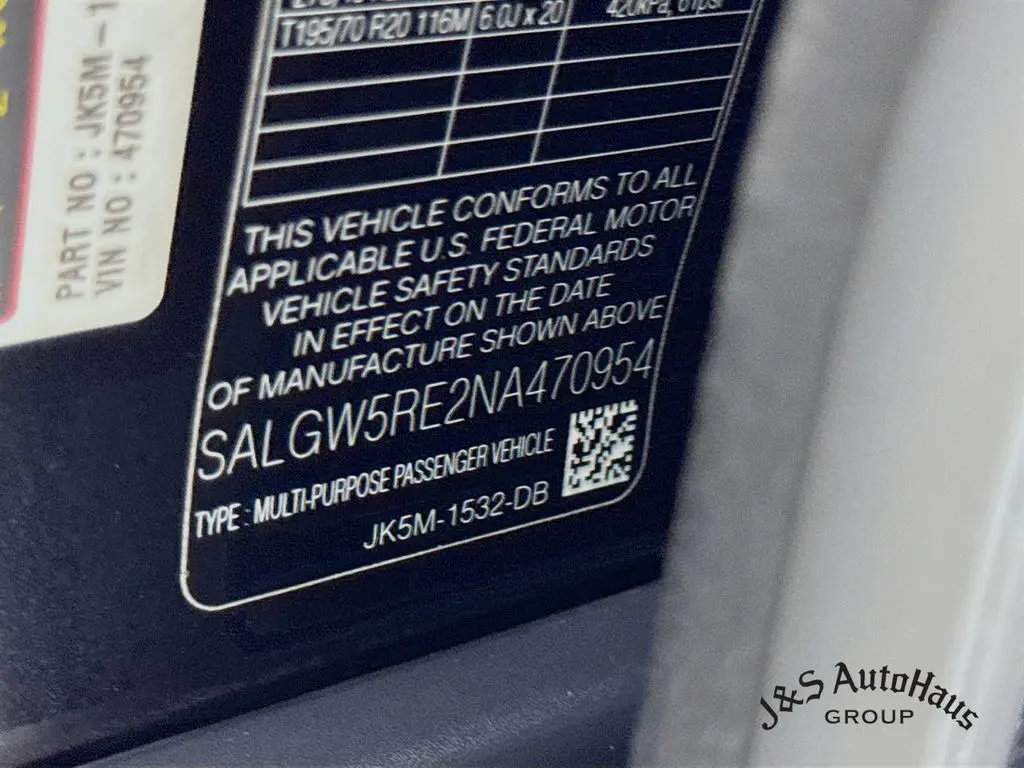 PART NO : JK5M-1
VIN NO : 470954
T195/70 R20 116M 6.0J x 20 420kPa, 61psi
THIS VEHICLE CONFORMS TO ALL
APPLICABLE U.S. FEDERAL MOTOR
VEHICLE SAFETY STANDARDS
IN EFFECT ON THE DATE
OF MANUFACTURE SHOWN ABOVE
SALGW5RE2NA470954
TYPE : MULTI-PURPOSE PASSENGER VEHICLE
JK5M-1532-DB
J&S AutoHaus
GROUP